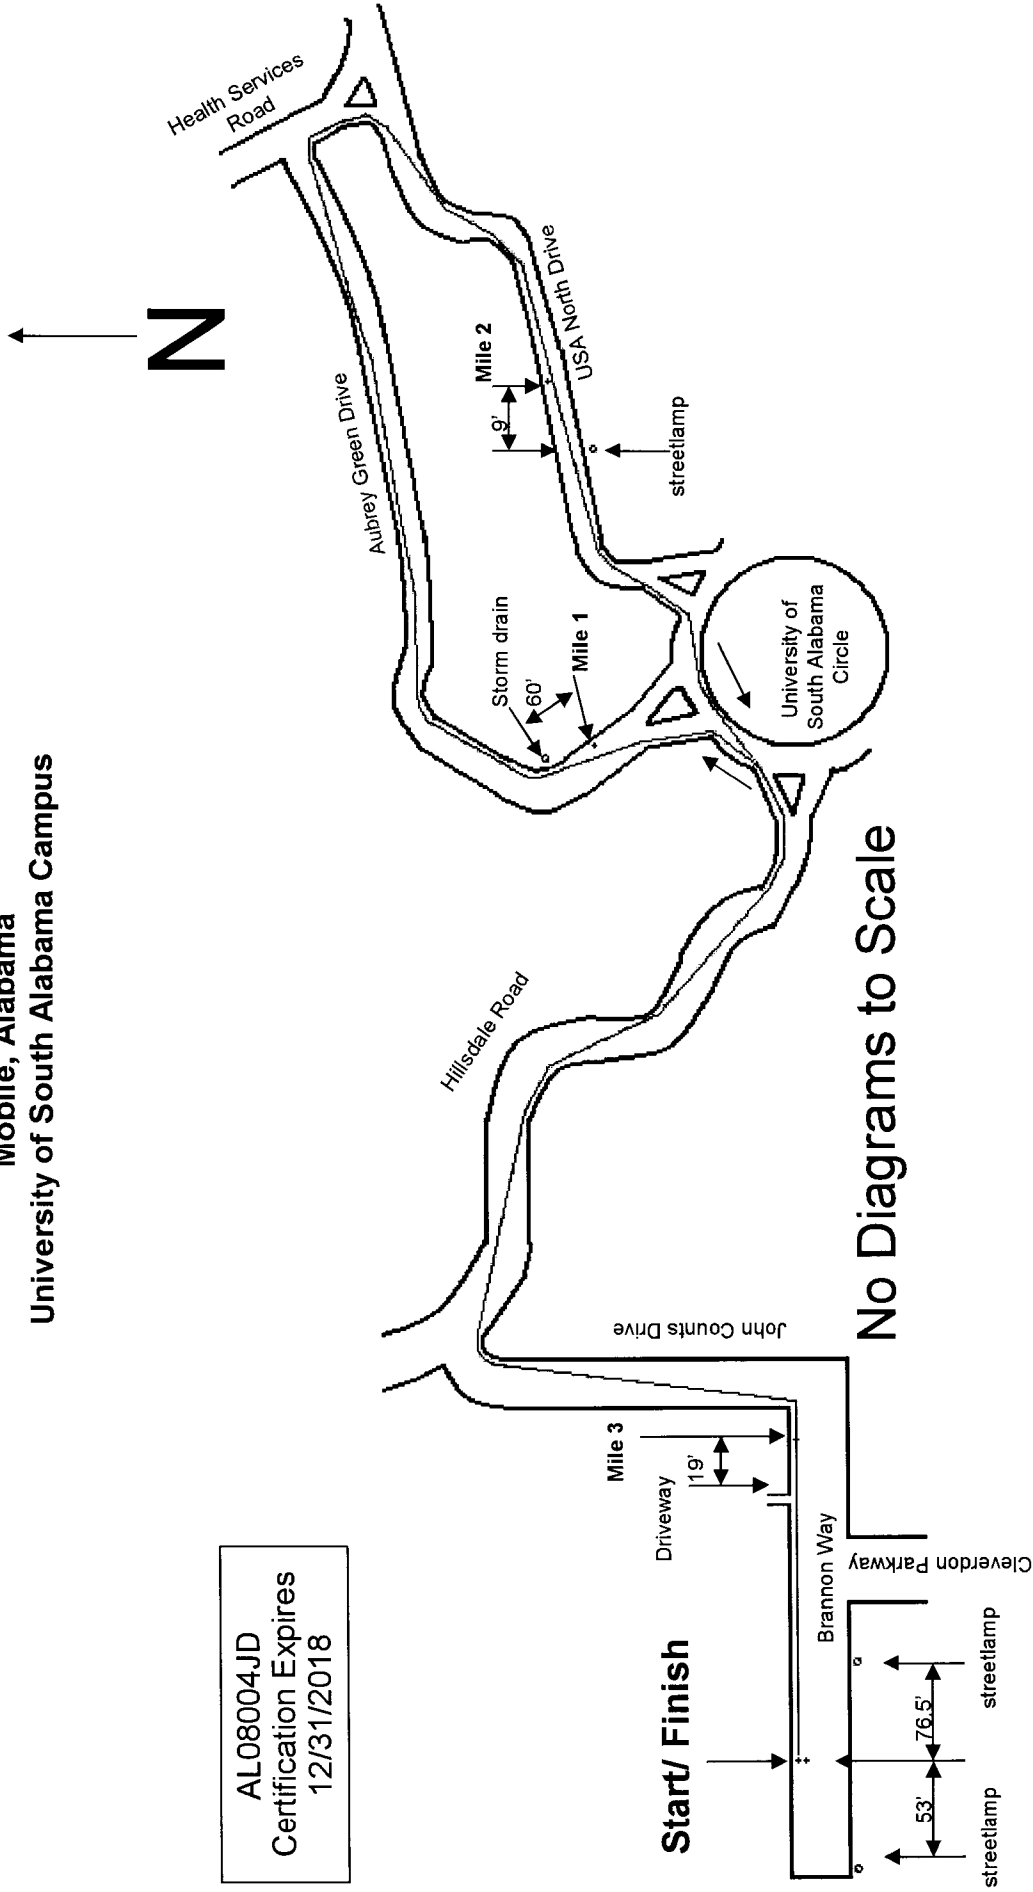 Mobile, Alabama
University of South Alabama Campus
AL08004JD
Certification Expires
12/31/2018
N
Health Services
Road
Aubrey Green Drive
USA North Drive
Mile 2
9'
streetlamp
Storm drain
60'
Mile 1
University of
South Alabama
Circle
Hillsdale Road
No Diagrams to Scale
John Counts Drive
Mile 3
19'
Driveway
Brannon Way
Cleverdon Parkway
Start/ Finish
76.5'
streetlamp
53'
streetlamp